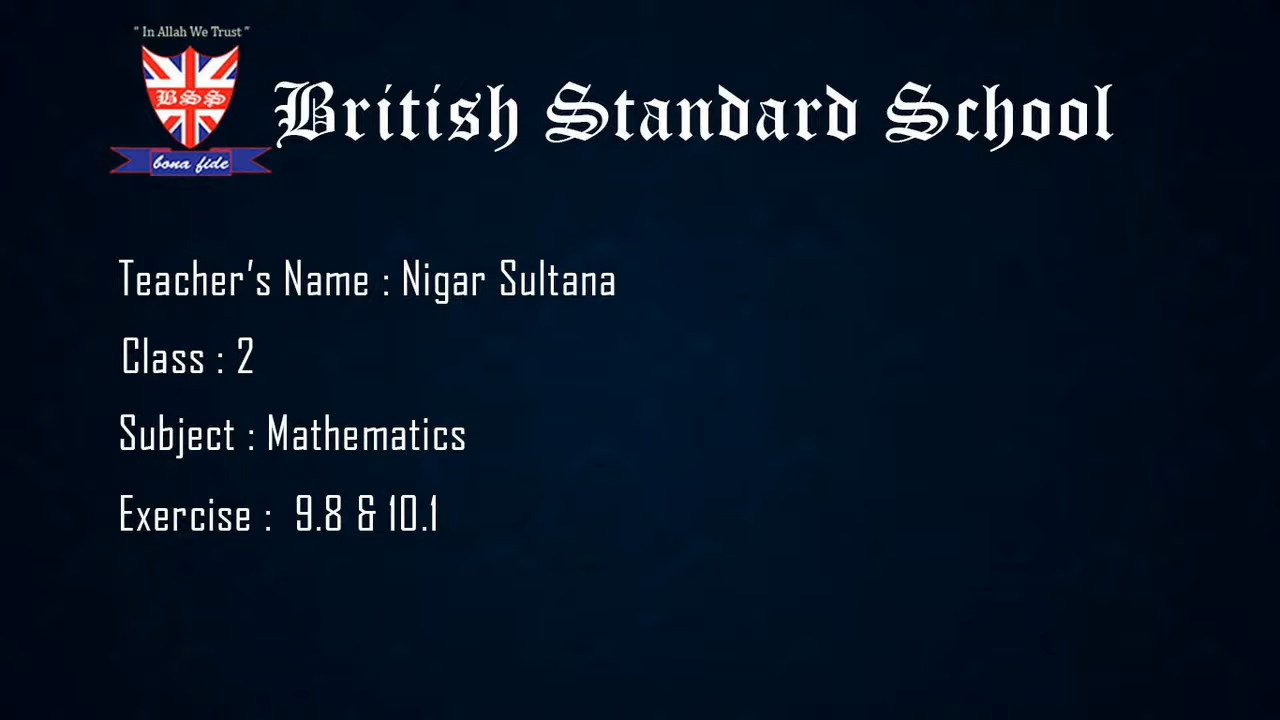 " In Allah We Trust "
BSS
bona fide
British Standard School
Teacher’s Name : Nigar Sultana
Class : 2
Subject : Mathematics
Exercise : 9.8 & 10.1